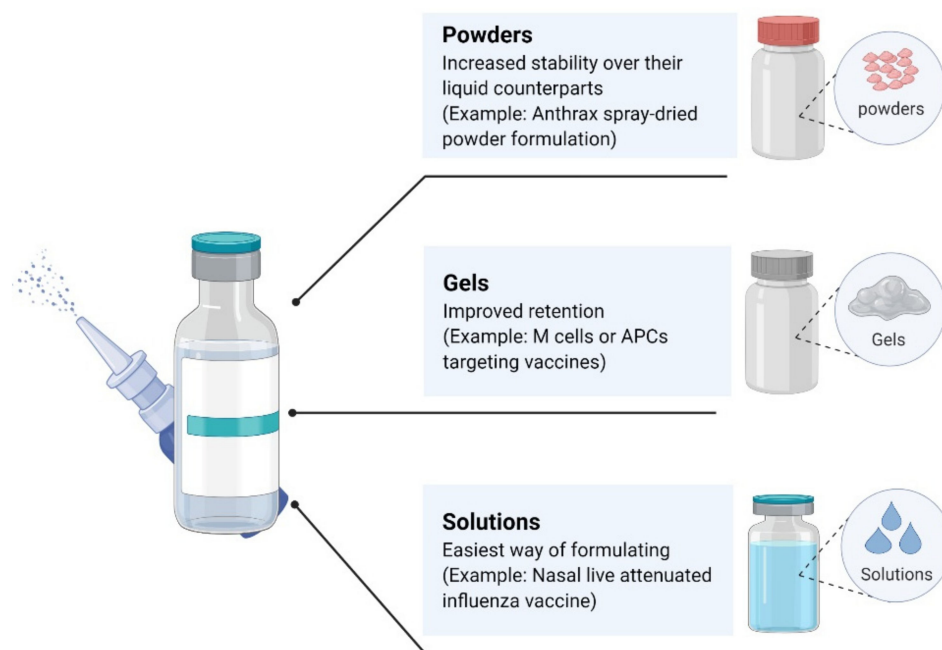 Powders
Increased stability over their
liquid counterparts
(Example: Anthrax spray-dried
powder formulation)
powders
Gels
Improved retention
(Example: M cells or APCs
targeting vaccines)
Gels
Solutions
Easiest way of formulating
(Example: Nasal live attenuated
influenza vaccine)
Solutions